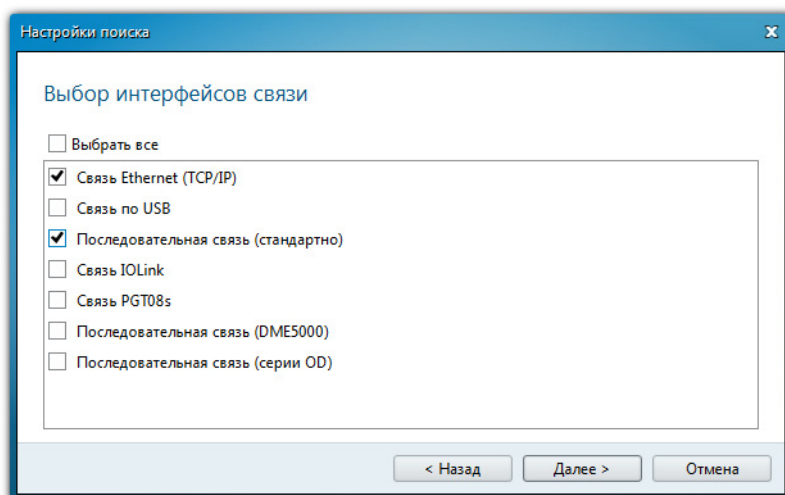 Настройки поиска
Выбор интерфейсов связи
Выбрать все
Связь Ethernet (TCP/IP)
Связь по USB
Последовательная связь (стандартно)
Связь IOLink
Связь PGT08s
Последовательная связь (DME5000)
Последовательная связь (серии OD)
< Назад
Далее >
Отмена